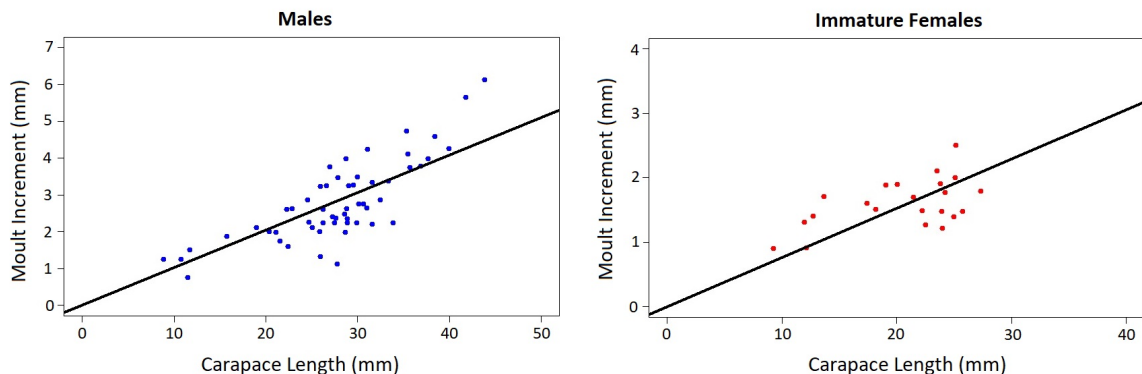 Males
7
6
5
4
3
2
1
0
Moult Increment (mm)
0 10 20 30 40 50
Carapace Length (mm)
Immature Females
4
3
2
1
0
Moult Increment (mm)
0 10 20 30 40
Carapace Length (mm)